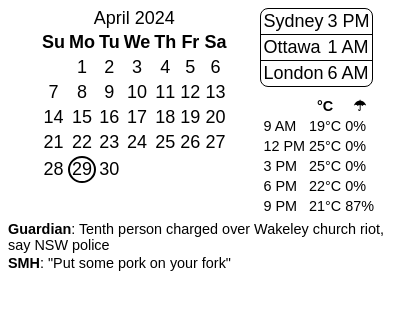 April 2024
Su Mo Tu We Th Fr Sa
1 2 3 4 5 6
7 8 9 10 11 12 13
14 15 16 17 18 19 20
21 22 23 24 25 26 27
28 29 30
Sydney 3 PM
Ottawa 1 AM
London 6 AM
°C ☂
9 AM 19°C 0%
12 PM 25°C 0%
3 PM 25°C 0%
6 PM 22°C 0%
9 PM 21°C 87%
Guardian: Tenth person charged over Wakeley church riot,
say NSW police
SMH: "Put some pork on your fork"